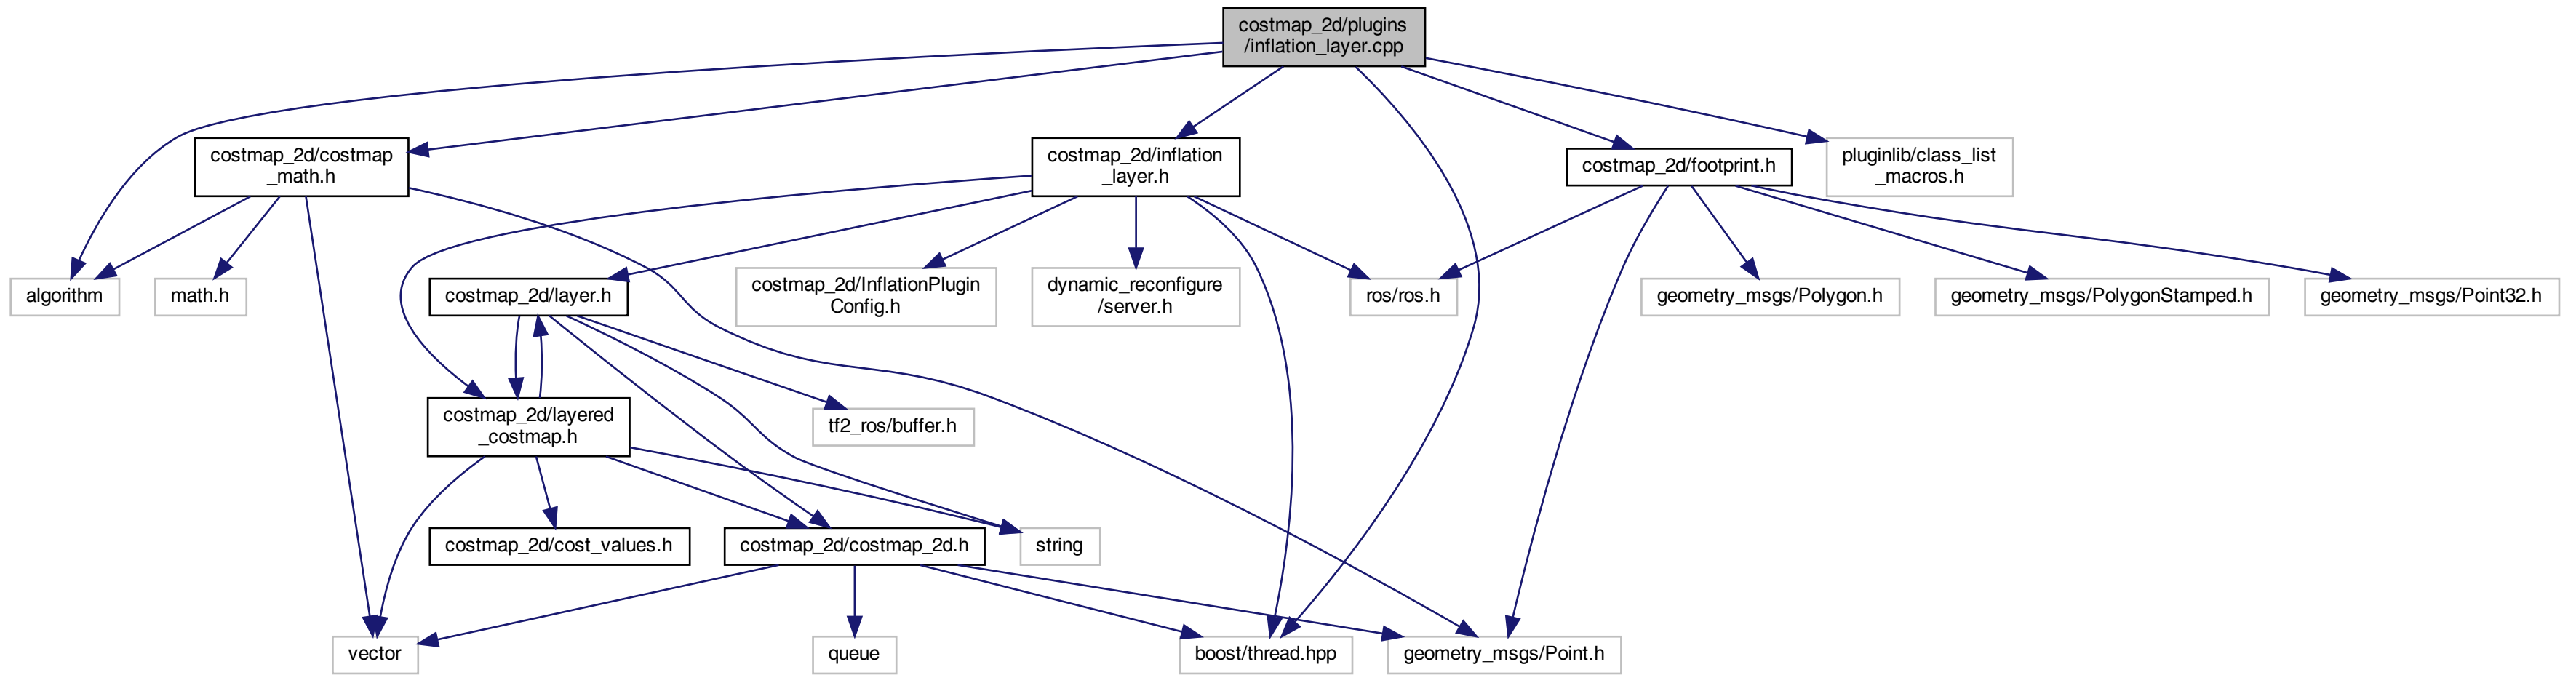 costmap_2d/plugins
/inflation_layer.cpp
costmap_2d/costmap
_math.h
costmap_2d/inflation
_layer.h
costmap_2d/footprint.h
pluginlib/class_list
_macros.h
algorithm
math.h
costmap_2d/layer.h
costmap_2d/InflationPlugin
Config.h
dynamic_reconfigure
/server.h
ros/ros.h
geometry_msgs/Polygon.h
geometry_msgs/PolygonStamped.h
geometry_msgs/Point32.h
costmap_2d/layered
_costmap.h
tf2_ros/buffer.h
costmap_2d/cost_values.h
costmap_2d/costmap_2d.h
string
vector
queue
boost/thread.hpp
geometry_msgs/Point.h